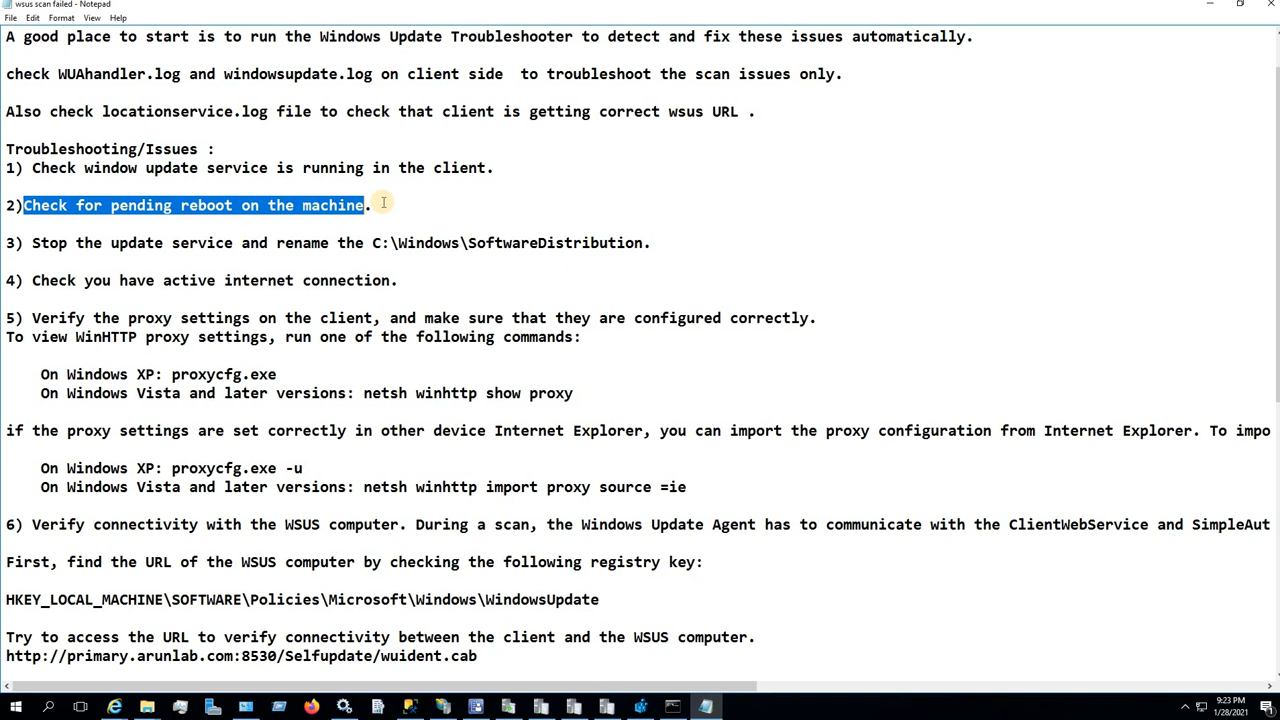 wsus scan failed - Notepad
File Edit Format View Help
A good place to start is to run the Windows Update Troubleshooter to detect and fix these issues automatically.
check WUAhandler.log and windowsupdate.log on client side  to troubleshoot the scan issues only.
Also check locationservice.log file to check that client is getting correct wsus URL .
Troubleshooting/Issues :
1) Check window update service is running in the client.
2)Check for pending reboot on the machine.
3) Stop the update service and rename the C:\Windows\SoftwareDistribution.
4) Check you have active internet connection.
5) Verify the proxy settings on the client, and make sure that they are configured correctly.
To view WinHTTP proxy settings, run one of the following commands:
On Windows XP: proxycfg.exe
On Windows Vista and later versions: netsh winhttp show proxy
if the proxy settings are set correctly in other device Internet Explorer, you can import the proxy configuration from Internet Explorer. To impo
On Windows XP: proxycfg.exe -u
On Windows Vista and later versions: netsh winhttp import proxy source =ie
6) Verify connectivity with the WSUS computer. During a scan, the Windows Update Agent has to communicate with the ClientWebService and SimpleAut
First, find the URL of the WSUS computer by checking the following registry key:
HKEY_LOCAL_MACHINE\SOFTWARE\Policies\Microsoft\Windows\WindowsUpdate
Try to access the URL to verify connectivity between the client and the WSUS computer.
http://primary.arunlab.com:8530/Selfupdate/wuident.cab
9:23 PM
1/28/2021